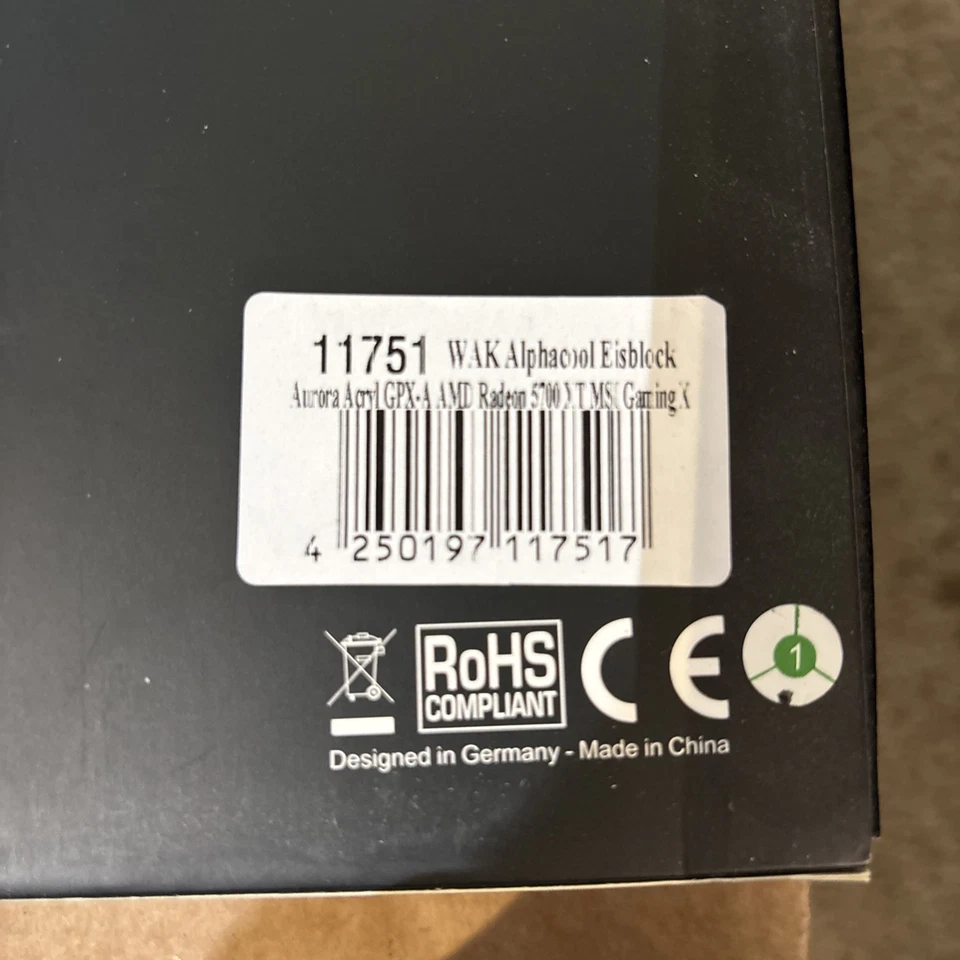 11751 WAK Alphacool Eisblock
Aurora Acryl GPX-A AMD Radeon 5700 XT MSI Gaming X
4 250197 117517
RoHS
COMPLIANT
CE
1
Designed in Germany - Made in China